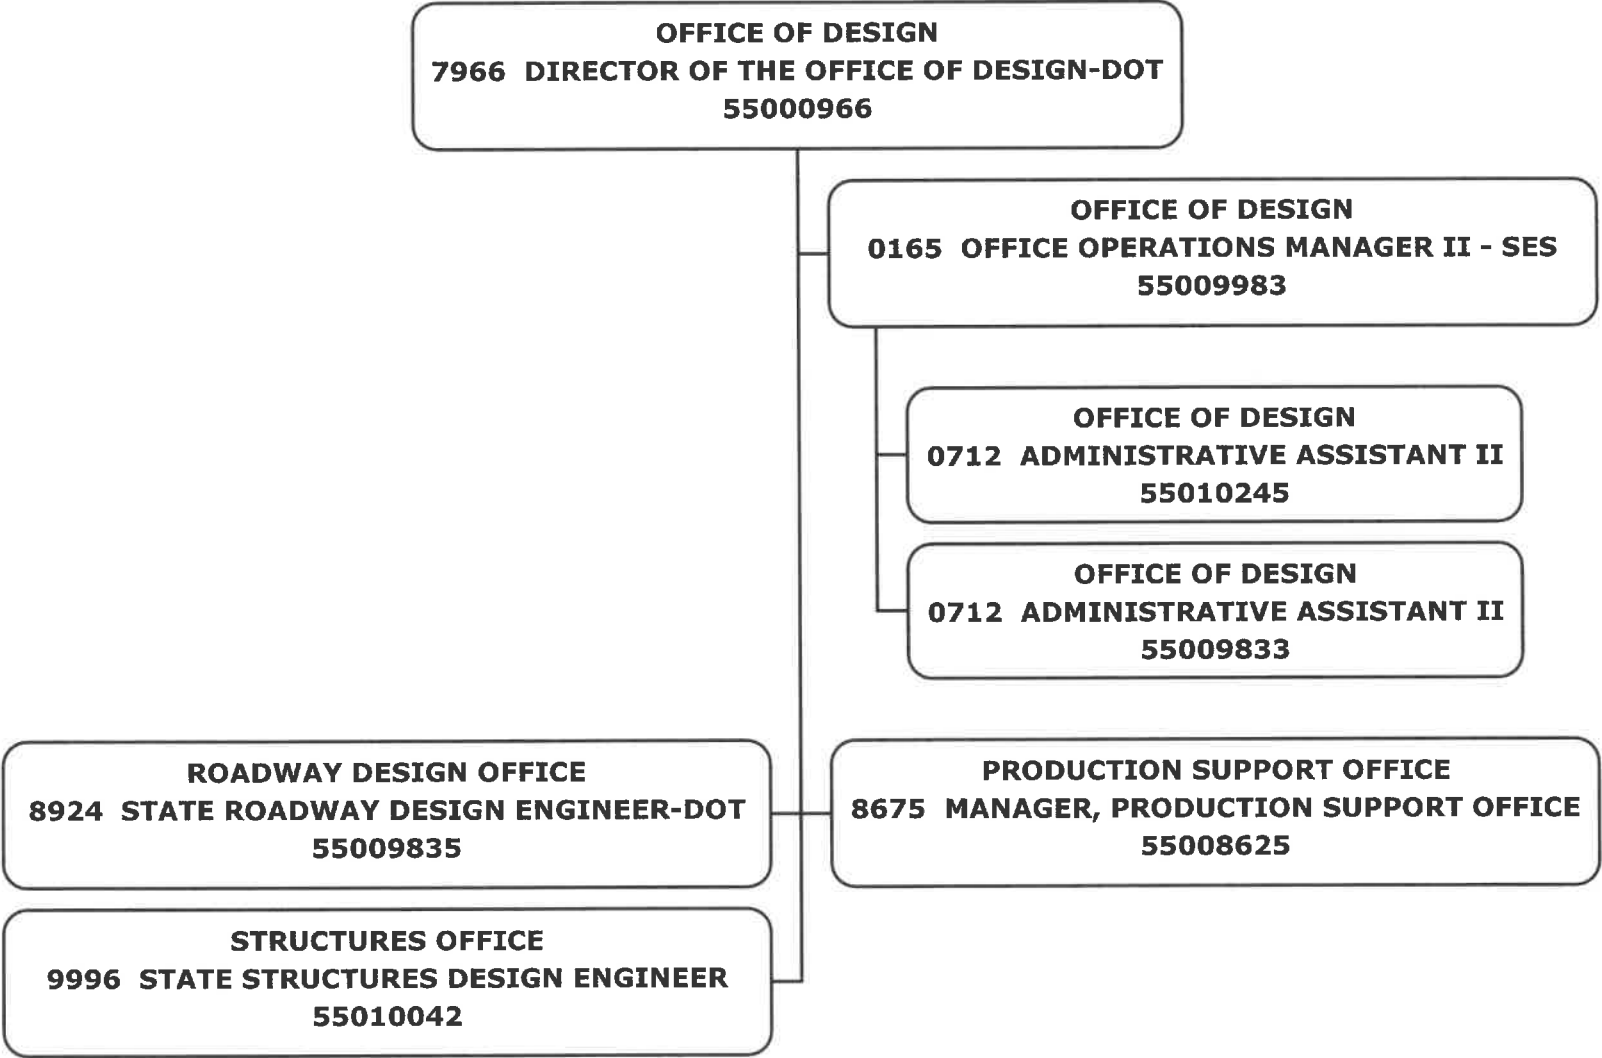 OFFICE OF DESIGN
7966 DIRECTOR OF THE OFFICE OF DESIGN-DOT
55000966
OFFICE OF DESIGN
0165 OFFICE OPERATIONS MANAGER II - SES
55009983
OFFICE OF DESIGN
0712 ADMINISTRATIVE ASSISTANT II
55010245
OFFICE OF DESIGN
0712 ADMINISTRATIVE ASSISTANT II
55009833
ROADWAY DESIGN OFFICE
8924 STATE ROADWAY DESIGN ENGINEER-DOT
55009835
PRODUCTION SUPPORT OFFICE
8675 MANAGER, PRODUCTION SUPPORT OFFICE
55008625
STRUCTURES OFFICE
9996 STATE STRUCTURES DESIGN ENGINEER
55010042